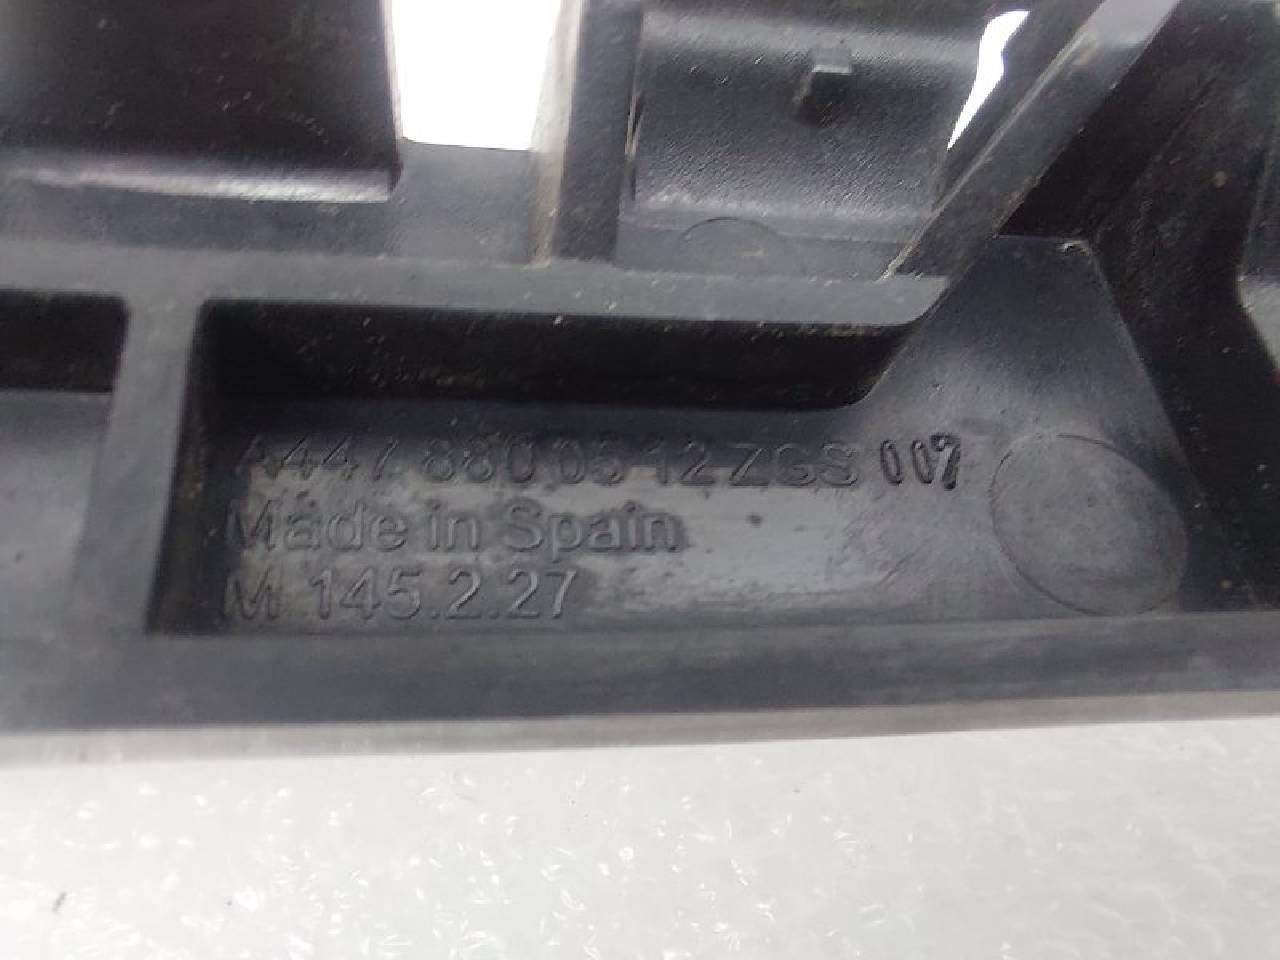 A447 880 05 12 ZGS 007
Made in Spain
M 145.2.27